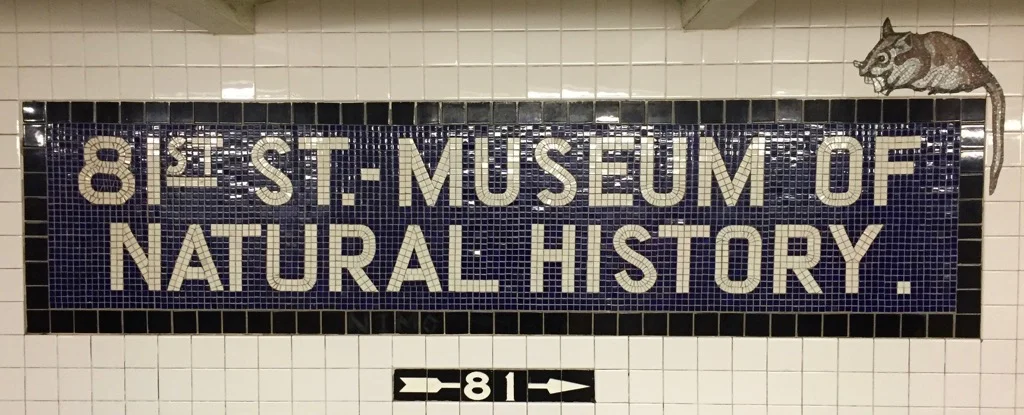 81ST ST.-MUSEUM OF
NATURAL HISTORY.
81